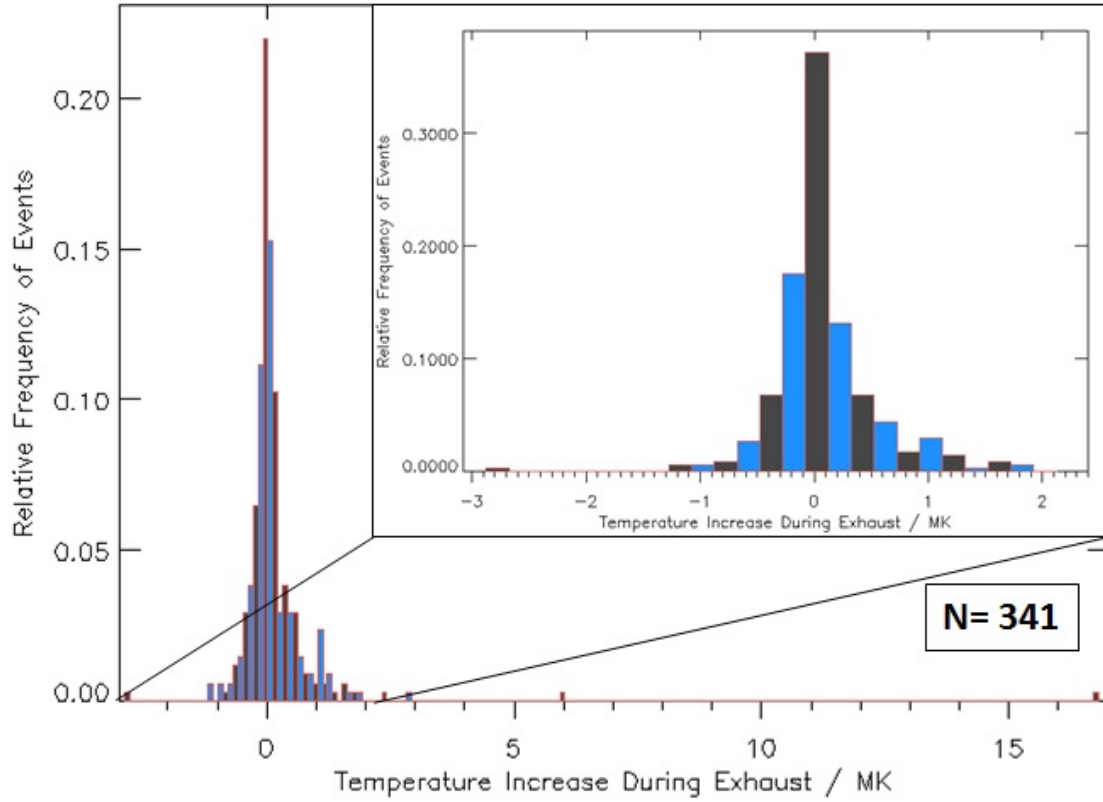 Relative Frequency of Events
0.20
0.15
0.10
0.05
0.00
0 5 10 15
Temperature Increase During Exhaust / MK
Relative Frequency of Events
0.3000
0.2000
0.1000
0.0000
-3 -2 -1 0 1 2
Temperature Increase During Exhaust / MK
N= 341